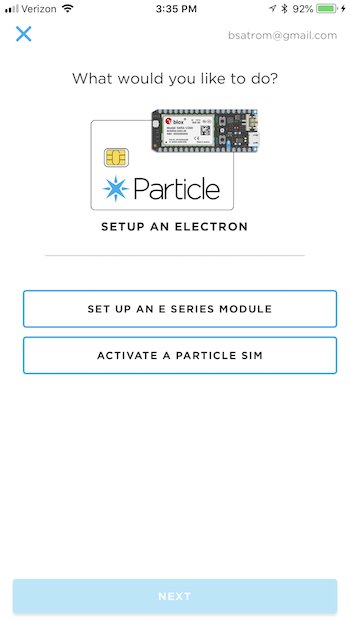 Verizon 3:35 PM 92%
bsatrom@gmail.com
What would you like to do?
blox
Particle
SETUP AN ELECTRON
SET UP AN E SERIES MODULE
ACTIVATE A PARTICLE SIM
NEXT